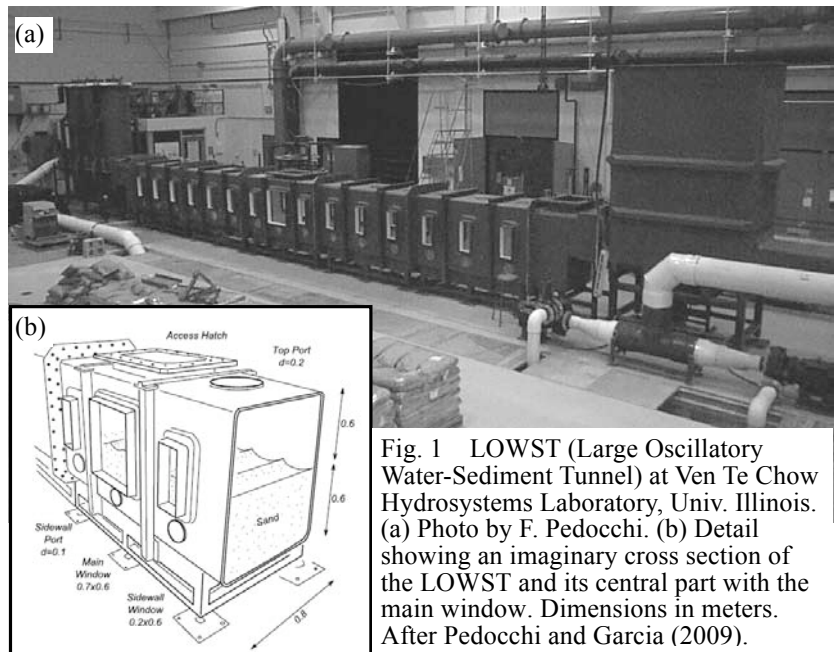 (a)
(b)
Access Hatch
Top Port
d=0.2
0.6
0.6
Sand
Sidewall
Port
d=0.1
Main
Window
0.7x0.6
Sidewall
Window
0.2x0.6
0.8
Fig. 1 LOWST (Large Oscillatory
Water-Sediment Tunnel) at Ven Te Chow
Hydrosystems Laboratory, Univ. Illinois.
(a) Photo by F. Pedocchi. (b) Detail
showing an imaginary cross section of
the LOWST and its central part with the
main window. Dimensions in meters.
After Pedocchi and Garcia (2009).